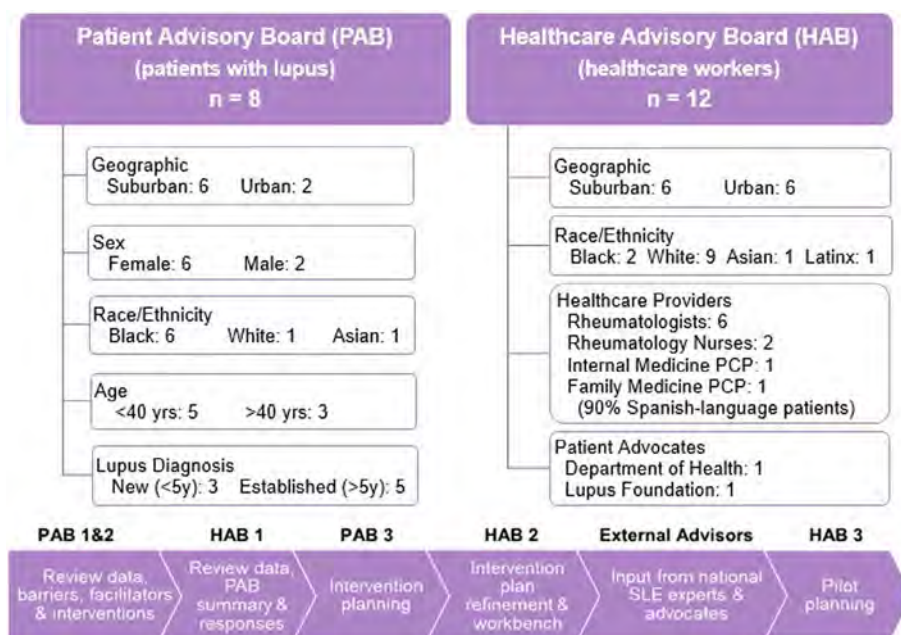 Patient Advisory Board (PAB)
(patients with lupus)
n = 8
Geographic
Suburban: 6 Urban: 2
Sex
Female: 6 Male: 2
Race/Ethnicity
Black: 6 White: 1 Asian: 1
Age
<40 yrs: 5 >40 yrs: 3
Lupus Diagnosis
New (<5y): 3 Established (>5y): 5
Healthcare Advisory Board (HAB)
(healthcare workers)
n = 12
Geographic
Suburban: 6 Urban: 6
Race/Ethnicity
Black: 2 White: 9 Asian: 1 Latinx: 1
Healthcare Providers
Rheumatologists: 6
Rheumatology Nurses: 2
Internal Medicine PCP: 1
Family Medicine PCP: 1
(90% Spanish-language patients)
Patient Advocates
Department of Health: 1
Lupus Foundation: 1
PAB 1&2
Review data,
barriers, facilitators
& interventions
HAB 1
Review data,
PAB
summary &
responses
PAB 3
Intervention
planning
HAB 2
Intervention
plan
refinement &
workbench
External Advisors
Input from national
SLE experts &
advocates
HAB 3
Pilot
planning